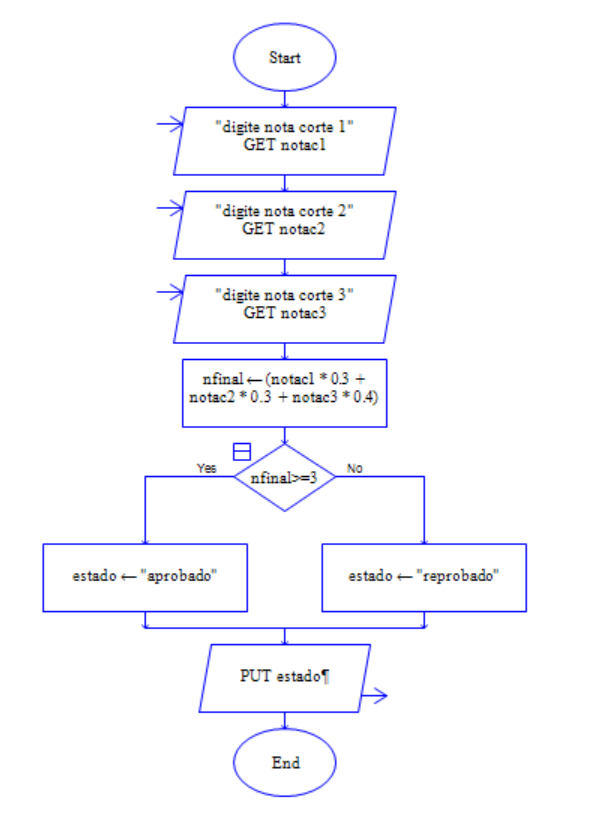 Start
"digite nota corte 1"
GET notac1
"digite nota corte 2"
GET notac2
"digite nota corte 3"
GET notac3
nfinal ← (notac1 * 0.3 +
notac2 * 0.3 + notac3 * 0.4)
Yes
No
nfinal>=3
estado ← "aprobado"
estado ← "reprobado"
PUT estado¶
End